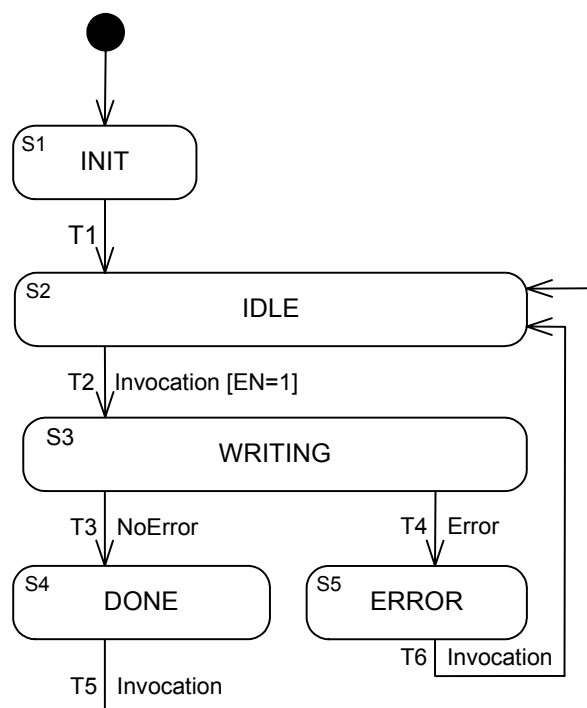 S1
INIT
T1
S2
IDLE
T2 Invocation [EN=1]
S3
WRITING
T3 NoError
T4 Error
S4
DONE
S5
ERROR
T6 Invocation
T5 Invocation